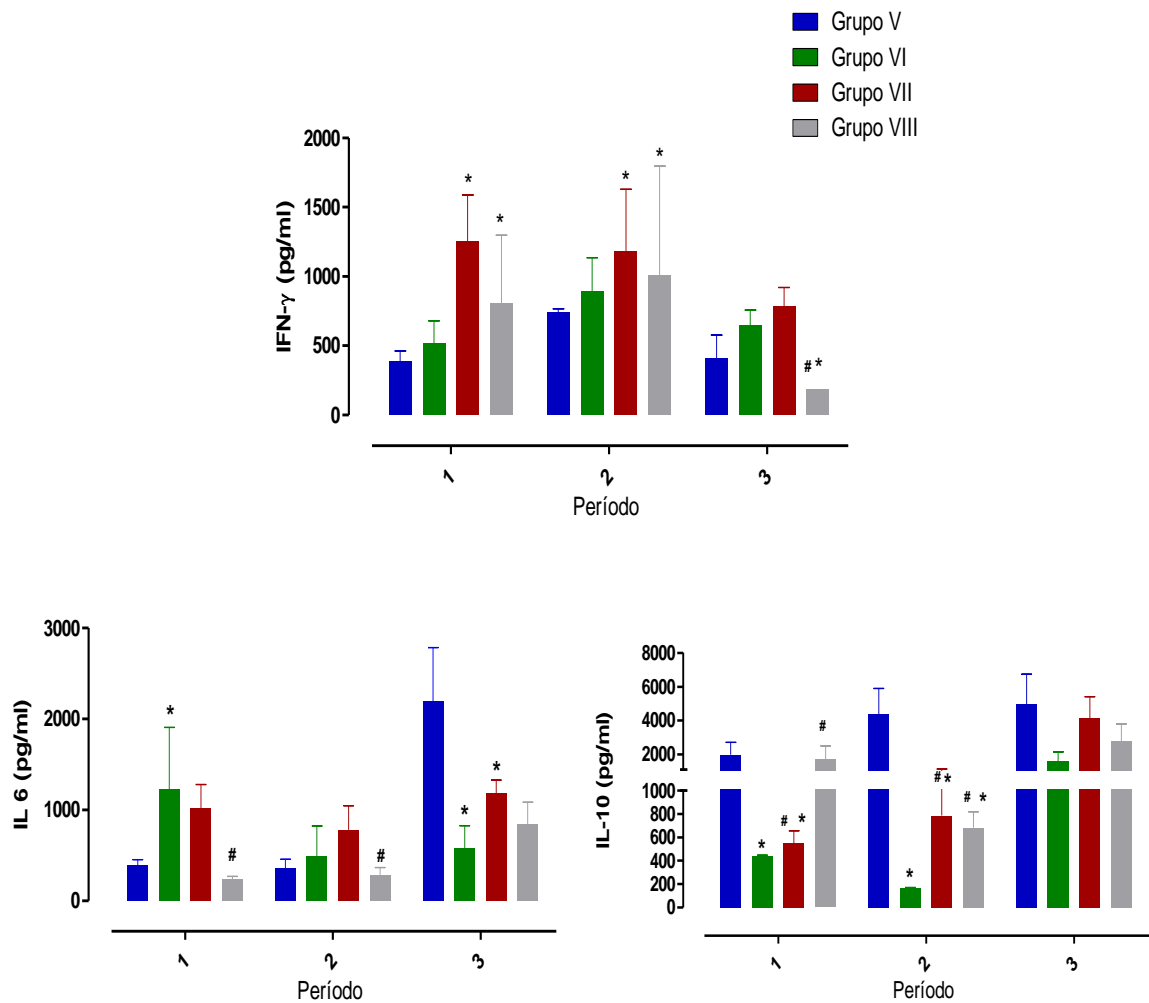 Grupo V
Grupo VI
Grupo VII
Grupo VIII
IFN-γ (pg/ml)
2000
1500
1000
500
0
* * * * # *
1 2 3
Período
IL 6 (pg/ml)
3000
2000
1000
0
* # # * *
1 2 3
Período
IL-10 (pg/ml)
8000
6000
4000
2000
1000
800
600
400
200
0
* # * # * # * # *
1 2 3
Período